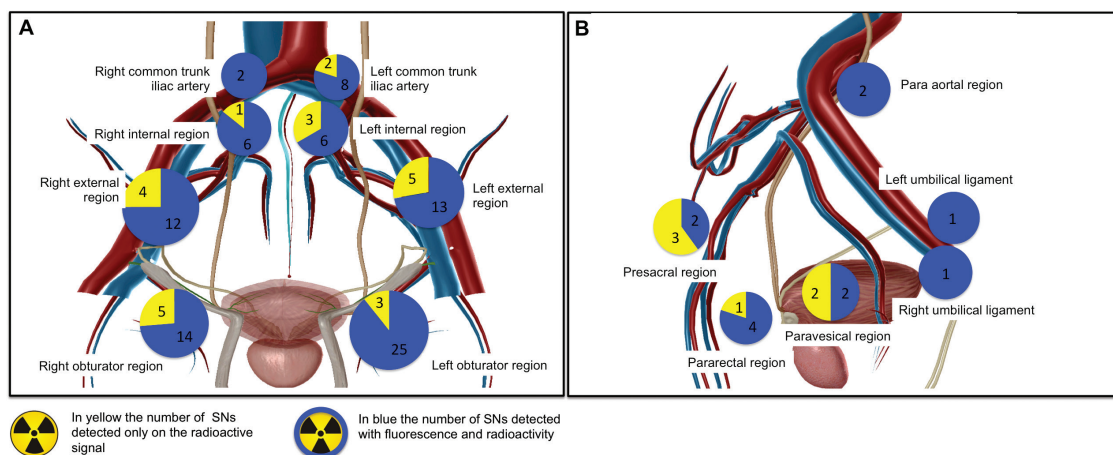 A
Right common trunk
iliac artery
2
2
8
Left common trunk
iliac artery
1
6
Right internal region
3
6
Left internal region
Right external
region
4
12
5
13
Left external
region
5
14
Right obturator region
3
25
Left obturator region
B
2
Para aortal region
Left umbilical ligament
1
2
3
Presacral region
1
Right umbilical ligament
2
2
Paravesical region
1
4
Pararectal region
In yellow the number of SNs
detected only on the radioactive
signal
In blue the number of SNs detected
with fluorescence and radioactivity